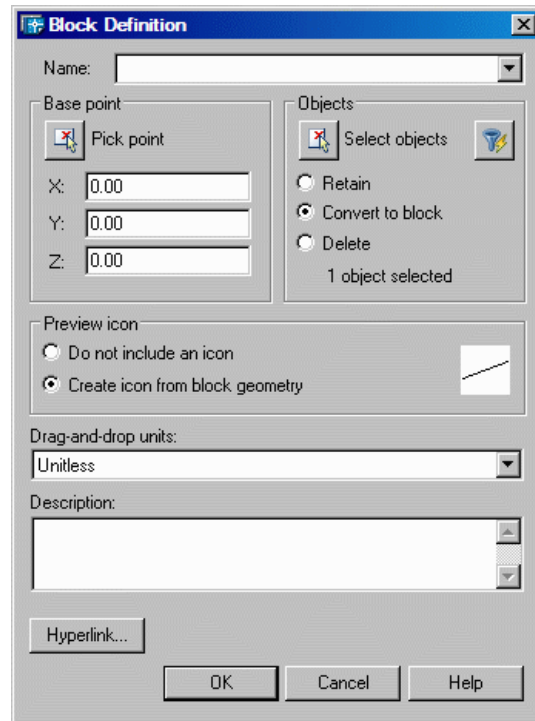 Block Definition
Name:
Base point
Pick point
X: 0.00
Y: 0.00
Z: 0.00
Objects
Select objects
Retain
Convert to block
Delete
1 object selected
Preview icon
Do not include an icon
Create icon from block geometry
Drag-and-drop units:
Unitless
Description:
Hyperlink...
OK Cancel Help